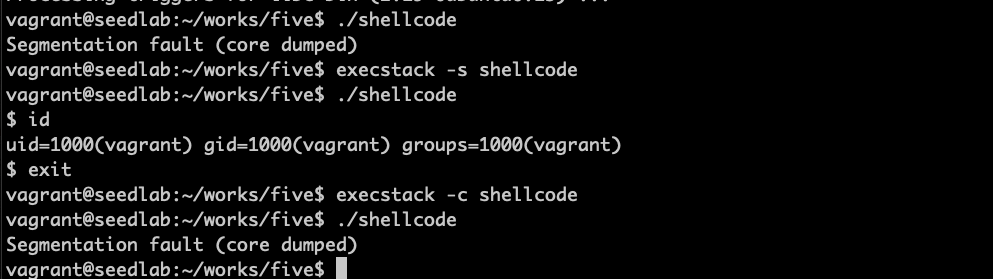 vagrant@seedlab:~/works/five$ ./shellcode
Segmentation fault (core dumped)
vagrant@seedlab:~/works/five$ execstack -s shellcode
vagrant@seedlab:~/works/five$ ./shellcode
$ id
uid=1000(vagrant) gid=1000(vagrant) groups=1000(vagrant)
$ exit
vagrant@seedlab:~/works/five$ execstack -c shellcode
vagrant@seedlab:~/works/five$ ./shellcode
Segmentation fault (core dumped)
vagrant@seedlab:~/works/five$